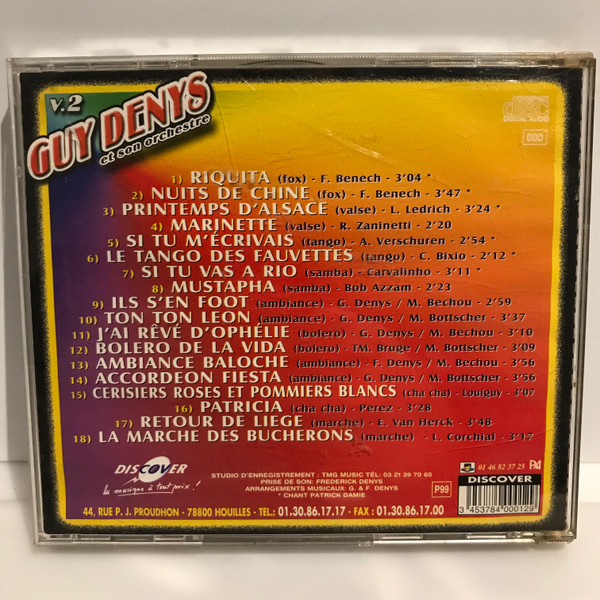 V.2
GUY DENYS
et son orchestre
DIGITAL AUDIO
DDD
1) RIQUITA (fox) - F. Benech - 3'04 *
2) NUITS DE CHINE (fox) - F. Benech - 3'47 *
3) PRINTEMPS D'ALSACE (valse) - L. Ledrich - 3'24 *
4) MARINETTE (valse) - R. Zaninetti - 2'20
5) SI TU M'ÉCRIVAIS (tango) - A. Verschuren - 2'54 *
6) LE TANGO DES FAUVETTES (tango) - C. Bixio - 2'12 *
7) SI TU VAS A RIO (samba) - Carvalinho - 3'11 *
8) MUSTAPHA (samba) - Bob Azzam - 2'23
9) ILS S'EN FOOT (ambiance) - G. Denys / M. Bechou - 2'59
10) TON TON LEON (ambiance) - G. Denys / M. Bottscher - 3'37
11) J'AI RÊVÉ D'OPHÉLIE (bolero) - G. Denys / M. Bechou - 3'10
12) BOLERO DE LA VIDA (bolero) - TM. Bruge / M. Bottscher - 3'09
13) AMBIANCE BALOCHE (ambiance) - F. Denys / M. Bechou - 3'56
14) ACCORDEON FIESTA (ambiance) - G. Denys / M. Bottscher - 3'56
15) CERISIERS ROSES ET POMMIERS BLANCS (cha cha) - Louiguy - 3'07
16) PATRICIA (cha cha) - Perez - 3'28
17) RETOUR DE LIEGE (marche) - E. Van Herck - 3'48
18) LA MARCHE DES BUCHERONS (marche) - L. Corchial - 3'17
DISCOVER
la musique à tout prix !
STUDIO D'ENREGISTREMENT : TMG MUSIC TÉL: 03 21 39 70 65
PRISE DE SON: FREDERICK DENYS
ARRANGEMENTS MUSICAUX: G. & F. DENYS
* CHANT PATRICK DAMIE
P99
01 46 82 37 25
DISCOVER
3 453784 000129
44, RUE P. J. PROUDHON - 78800 HOUILLES - TEL.: 01.30.86.17.17 - FAX : 01.30.86.17.00